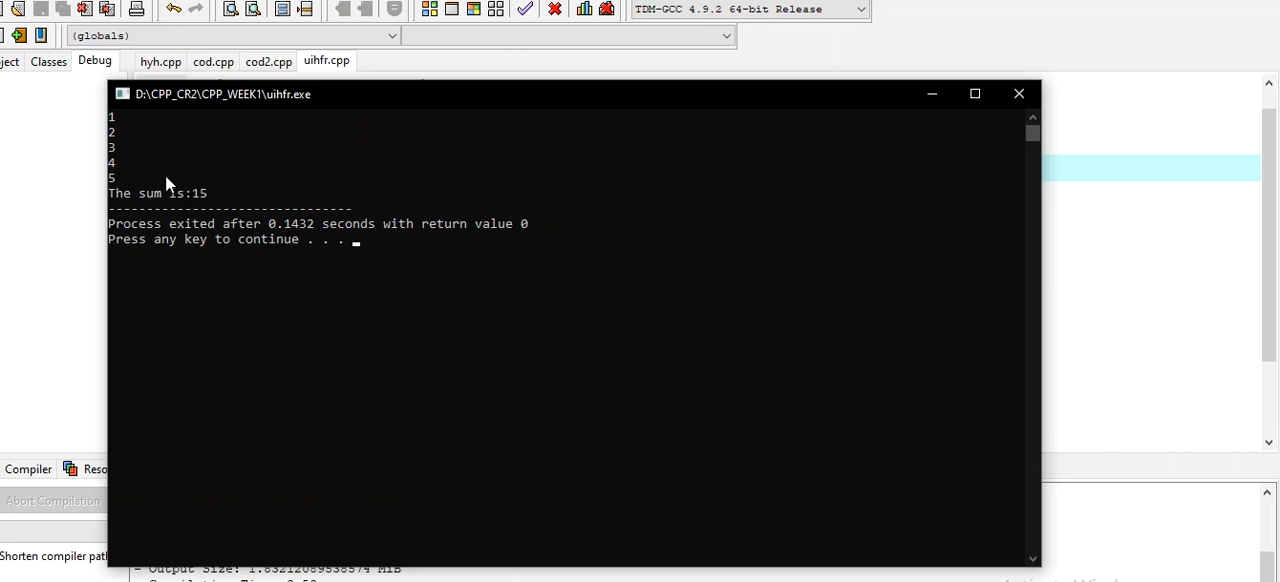 TDM-GCC 4.9.2 64-bit Release
(globals)
Classes Debug hyh.cpp cod.cpp cod2.cpp uihfr.cpp
D:\CPP_CR2\CPP_WEEK1\uihfr.exe
1
2
3
4
5
The sum is:15
--------------------------------
Process exited after 0.1432 seconds with return value 0
Press any key to continue . . .
Compiler
Abort Compilation
Shorten compiler
- Output Size: 1.83212089538574 MiB